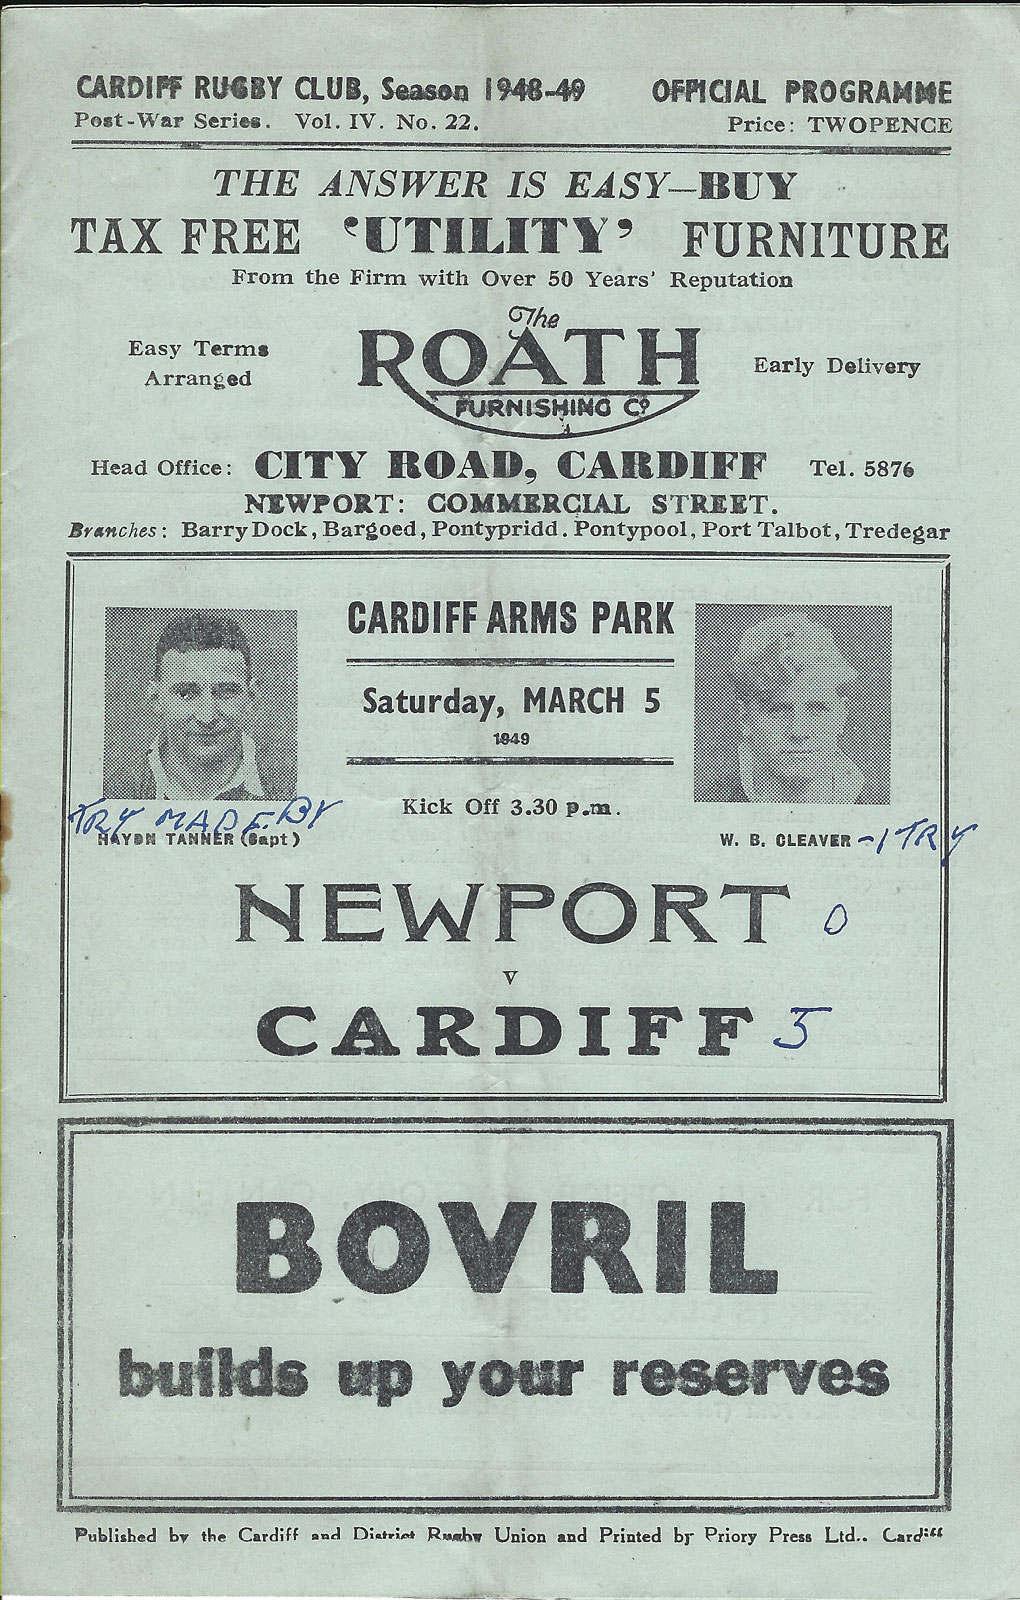 CARDIFF RUGBY CLUB, Season 1948-49 OFFICIAL PROGRAMME
Post-War Series. Vol. IV. No. 22. Price: TWOPENCE
THE ANSWER IS EASY—BUY
TAX FREE 'UTILITY' FURNITURE
From the Firm with Over 50 Years' Reputation
Easy Terms Arranged
The ROATH
FURNISHING Co.
Early Delivery
Head Office: CITY ROAD, CARDIFF Tel. 5876
NEWPORT: COMMERCIAL STREET.
Branches: Barry Dock, Bargoed, Pontypridd. Pontypool, Port Talbot, Tredegar
CARDIFF ARMS PARK
Saturday, MARCH 5
1949
Kick Off 3.30 p.m.
TRY MADE BY
HAYDN TANNER (Capt)
W. B. CLEAVER -1 TRY
NEWPORT 0
v
CARDIFF 5
BOVRIL
builds up your reserves
Published by the Cardiff and District Rugby Union and Printed by Priory Press Ltd.. Cardiff